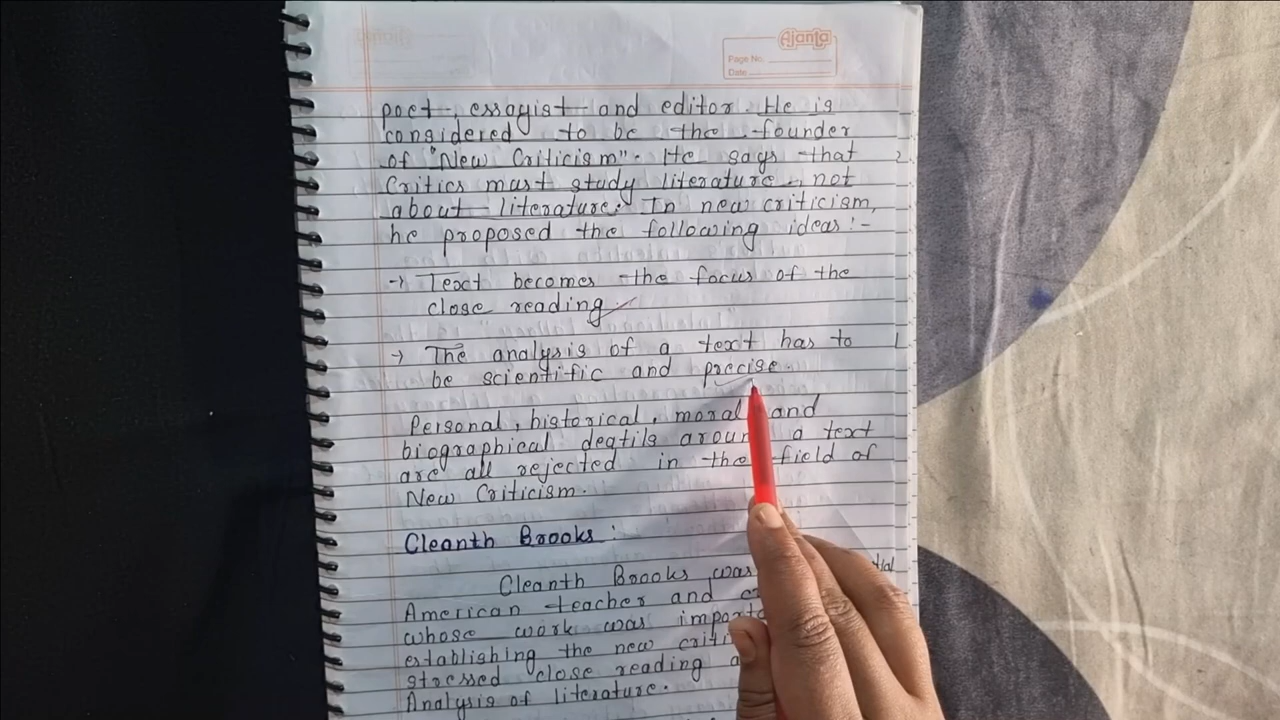 Ajanta
Page No.
Date
poet, essayist and editor. He is
considered to be the founder
of "New Criticism". He says that
Critics must study literature, not
about literature. In new criticism,
he proposed the following ideas:-
→ Text becomes the focus of the
close reading
→ The analysis of a text has to
be scientific and precise.
Personal, historical, moral and
biographical details around a text
are all rejected in the field of
New Criticism.
Cleanth Brooks:
Cleanth Brooks was
American teacher and
whose work was
establishing the new
stressed close reading
Analysis of literature.